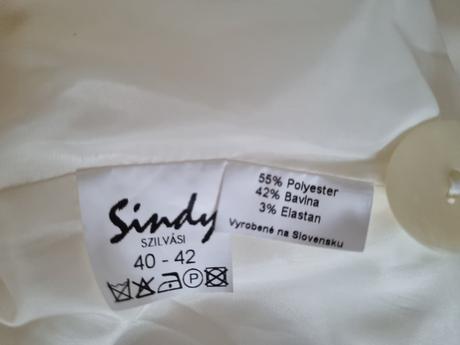 Sindy
SZILVÁSI
40 - 42
P
55% Polyester
42% Bavlna
3% Elastan
Vyrobené na Slovensku